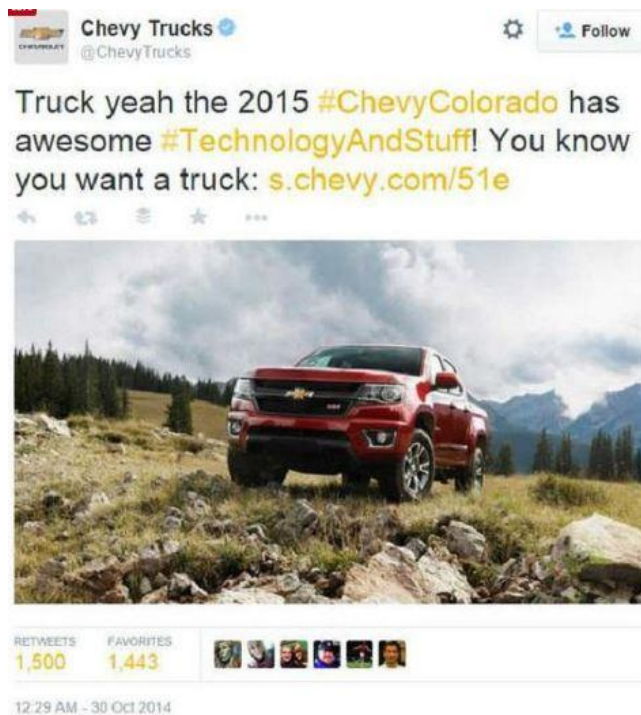 CHEVROLET
Chevy Trucks
@ChevyTrucks
Follow
Truck yeah the 2015 #ChevyColorado has
awesome #TechnologyAndStuff! You know
you want a truck: s.chevy.com/51e
RETWEETS FAVORITES
1,500 1,443
12:29 AM - 30 Oct 2014